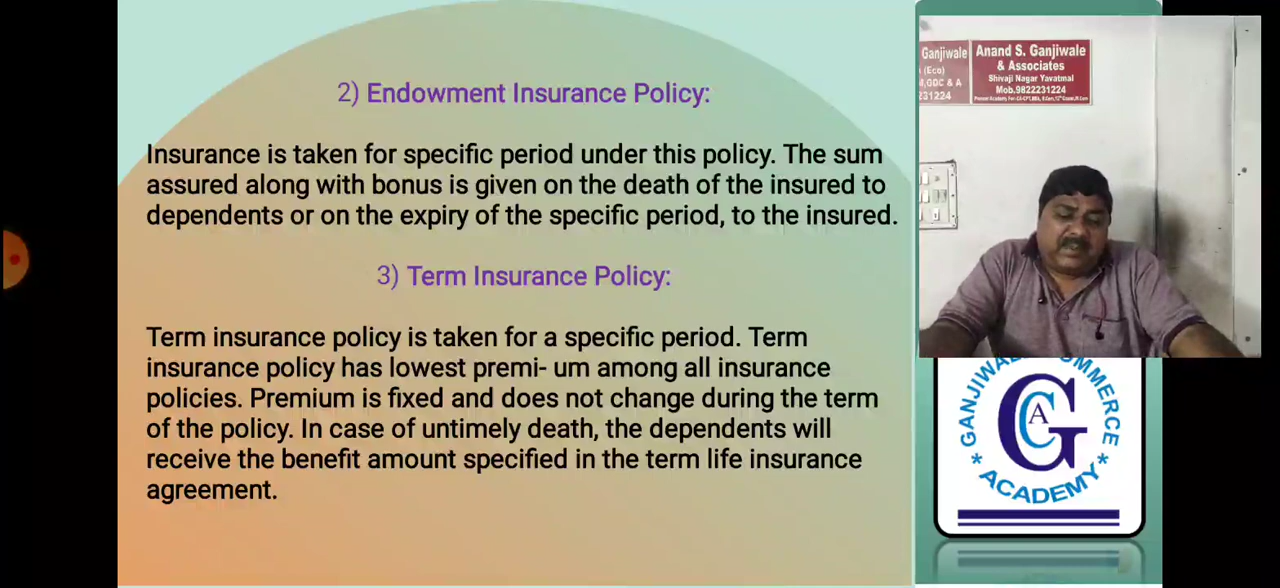 2) Endowment Insurance Policy:
Insurance is taken for specific period under this policy. The sum
assured along with bonus is given on the death of the insured to
dependents or on the expiry of the specific period, to the insured.
3) Term Insurance Policy:
Term insurance policy is taken for a specific period. Term
insurance policy has lowest premi- um among all insurance
policies. Premium is fixed and does not change during the term
of the policy. In case of untimely death, the dependents will
receive the benefit amount specified in the term life insurance
agreement.
Ganjiwale
(Eco)
GDC & A
231224
Anand S. Ganjiwale
& Associates
Shivaji Nagar Yavatmal
Mob.9822231224
GANJIWALE COMMERCE
* ACADEMY *
GCA